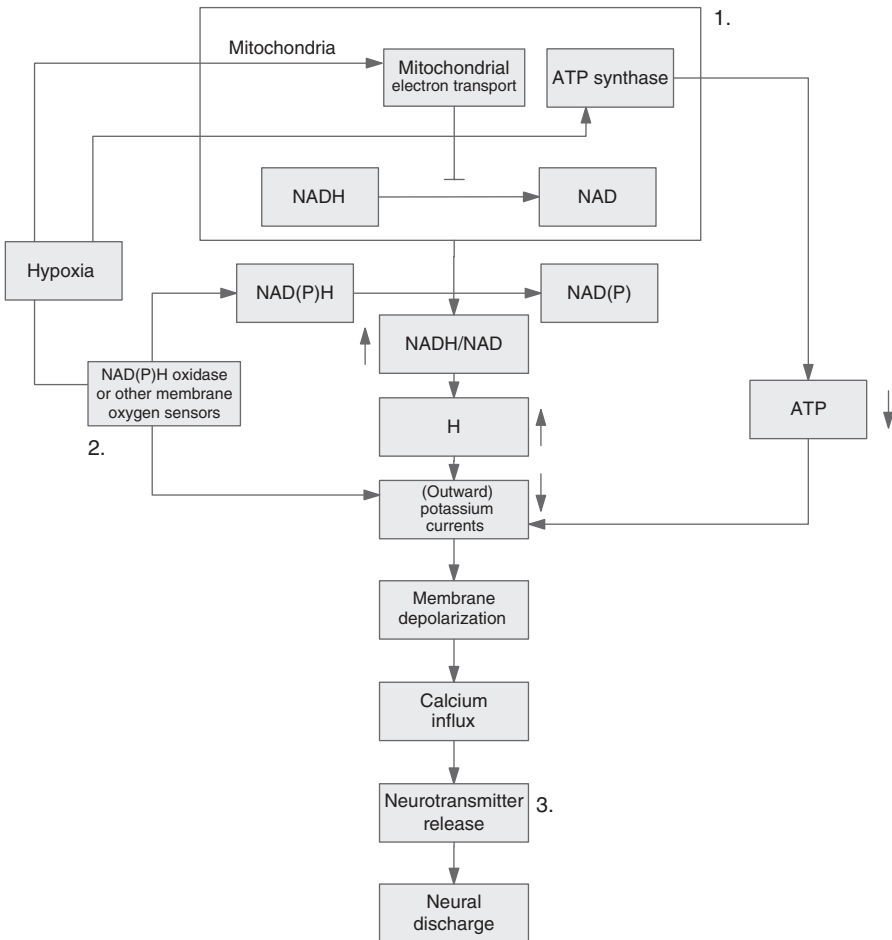 1.
Mitochondria
Mitochondrial
electron transport
ATP synthase
NADH
NAD
Hypoxia
NAD(P)H
NAD(P)
NADH/NAD
NAD(P)H oxidase
or other membrane
oxygen sensors
2.
H
ATP
(Outward)
potassium
currents
Membrane
depolarization
Calcium
influx
Neurotransmitter
release
3.
Neural
discharge